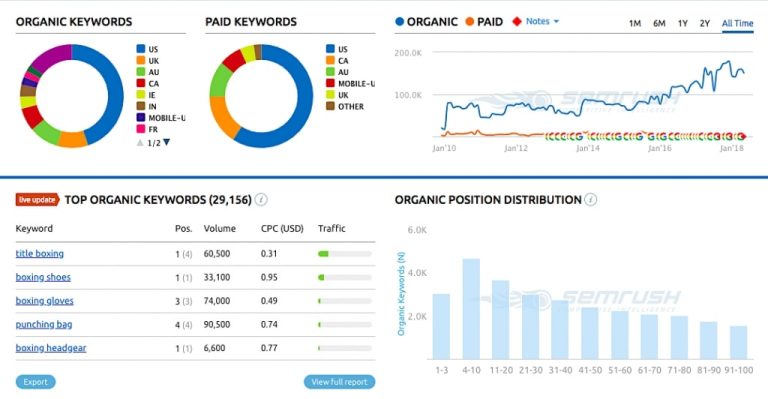 ORGANIC KEYWORDS
US
UK
AU
CA
IE
IN
MOBILE-U
FR
1/2
PAID KEYWORDS
US
CA
AU
MOBILE-U
UK
OTHER
ORGANIC PAID Notes
1M 6M 1Y 2Y All Time
200.0K
100.0K
0
Jan'10 Jan'12 Jan'14 Jan'16 Jan'18
semrush
live update TOP ORGANIC KEYWORDS (29,156) i
Keyword Pos. Volume CPC (USD) Traffic
title boxing 1 (4) 60,500 0.31
boxing shoes 1 (1) 33,100 0.95
boxing gloves 3 (3) 74,000 0.49
punching bag 4 (4) 90,500 0.74
boxing headgear 1 (1) 6,600 0.77
Export View full report
ORGANIC POSITION DISTRIBUTION i
Organic Keywords (N)
6.0K
4.0K
2.0K
semrush
1-3 4-10 11-20 21-30 31-40 41-50 51-60 61-70 71-80 81-90 91-100